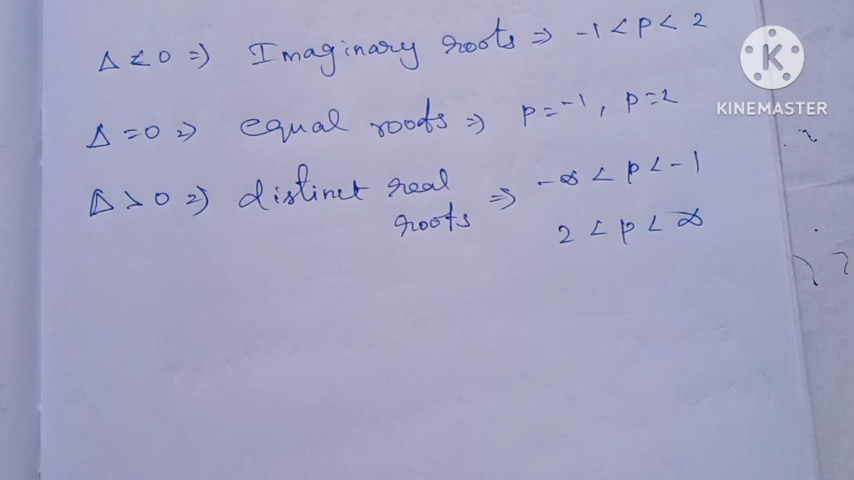 Δ < 0 ⇒ Imaginary roots ⇒ -1 < p < 2
K
KINEMASTER
Δ = 0 ⇒ equal roots ⇒ p = -1, p = 2
Δ > 0 ⇒ distinct real roots ⇒ -∞ < p < -1
2 < p < ∞